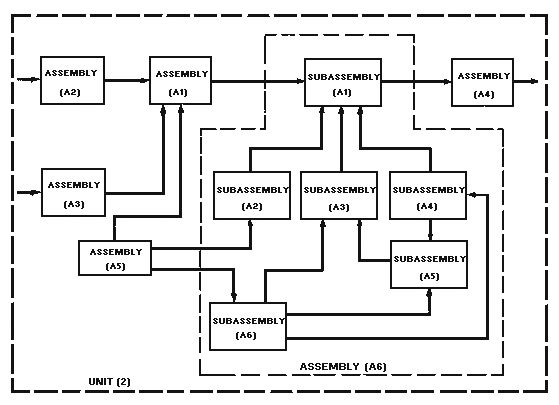 ASSEMBLY
(A2)
ASSEMBLY
(A1)
SUBASSEMBLY
(A1)
ASSEMBLY
(A4)
ASSEMBLY
(A3)
SUBASSEMBLY
(A2)
SUBASSEMBLY
(A3)
SUBASSEMBLY
(A4)
ASSEMBLY
(A5)
SUBASSEMBLY
(A5)
SUBASSEMBLY
(A6)
ASSEMBLY (A6)
UNIT (2)